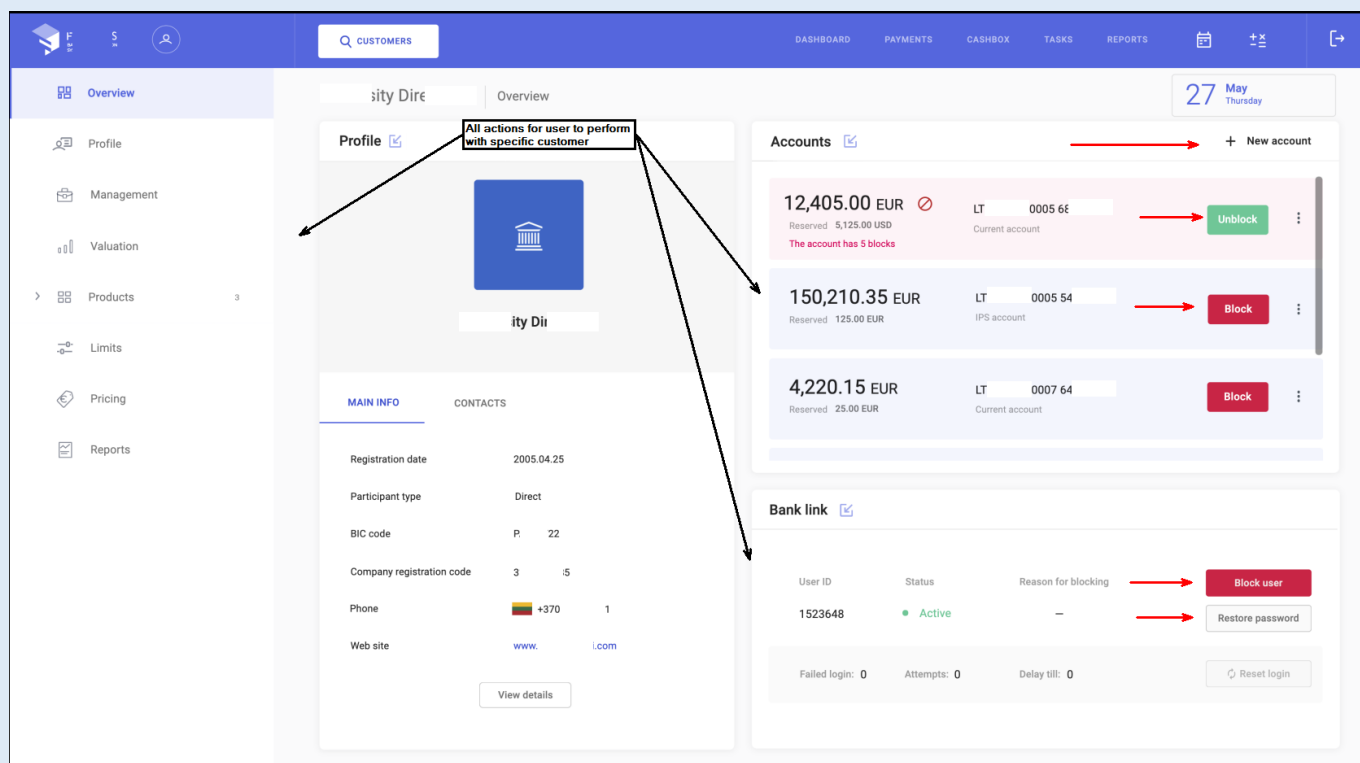 F S
CUSTOMERS
DASHBOARD PAYMENTS CASHBOX TASKS REPORTS
Overview
Profile
Management
Valuation
Products 3
Limits
Pricing
Reports
sity Dire Overview
27 May
Thursday
All actions for user to perform
with specific customer
Profile
ity Dir
MAIN INFO CONTACTS
Registration date 2005.04.25
Participant type Direct
BIC code P. 22
Company registration code 3 35
Phone +370 1
Web site www. .com
View details
Accounts + New account
12,405.00 EUR
Reserved 5,125.00 USD
The account has 5 blocks
LT 0005 68
Current account
Unblock
150,210.35 EUR
Reserved 125.00 EUR
LT 0005 54
IPS account
Block
4,220.15 EUR
Reserved 25.00 EUR
LT 0007 64
Current account
Block
Bank link
User ID Status Reason for blocking
1523648 Active –
Block user
Restore password
Failed login: 0 Attempts: 0 Delay till: 0
Reset login